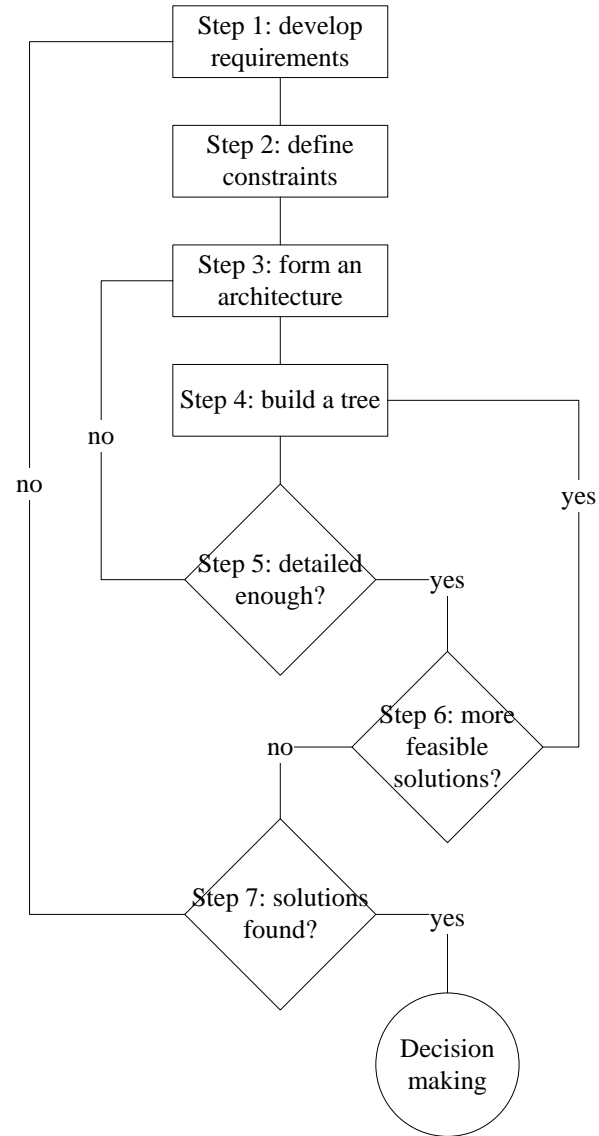 Step 1: develop
requirements
Step 2: define
constraints
Step 3: form an
architecture
Step 4: build a tree
no
no
yes
Step 5: detailed
enough?
yes
Step 6: more
feasible
solutions?
no
Step 7: solutions
found?
yes
Decision
making